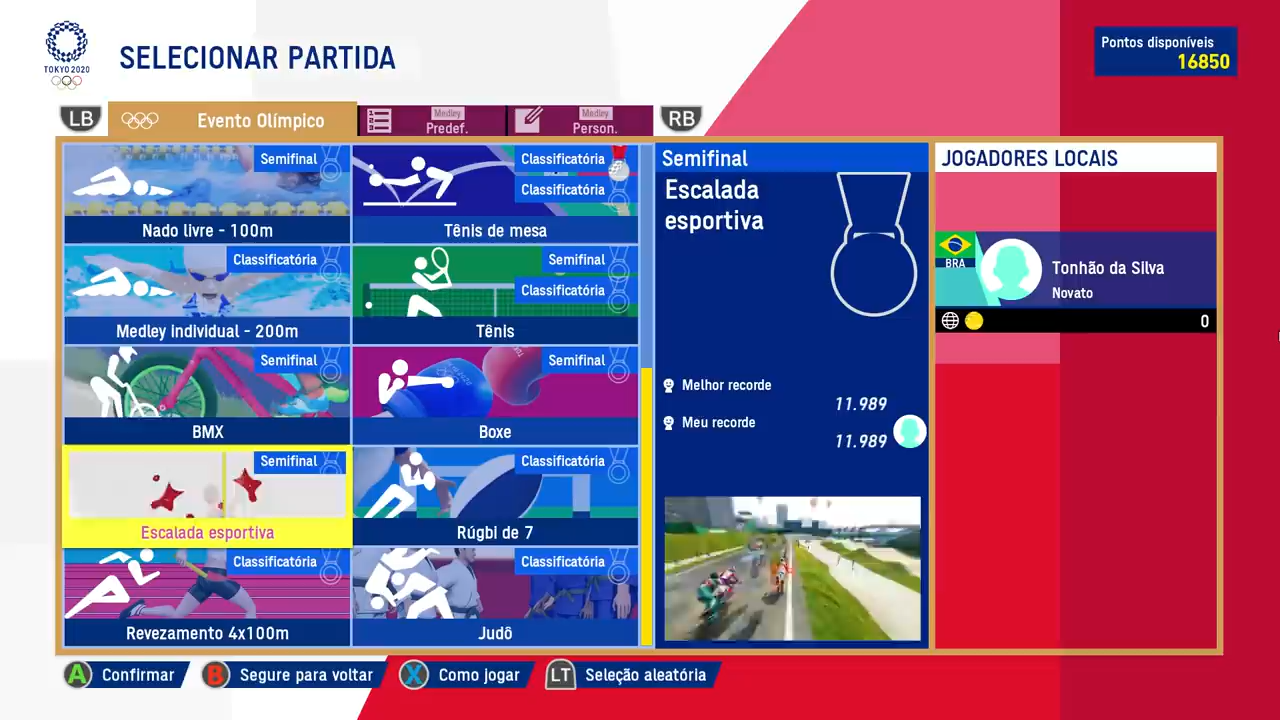 TOKYO 2020
SELECIONAR PARTIDA
Pontos disponíveis
16850
LB
Evento Olímpico
Medley
Predef.
Medley
Person.
RB
Semifinal
Nado livre - 100m
Classificatória
Classificatória
Tênis de mesa
Classificatória
Medley individual - 200m
Semifinal
Classificatória
Tênis
Semifinal
BMX
Semifinal
Boxe
Semifinal
Escalada esportiva
Classificatória
Rúgbi de 7
Classificatória
Revezamento 4x100m
Classificatória
Judô
Semifinal
Escalada
esportiva
Melhor recorde
11.989
Meu recorde
11.989
JOGADORES LOCAIS
BRA
Tonhão da Silva
Novato
0
A Confirmar
B Segure para voltar
X Como jogar
LT Seleção aleatória